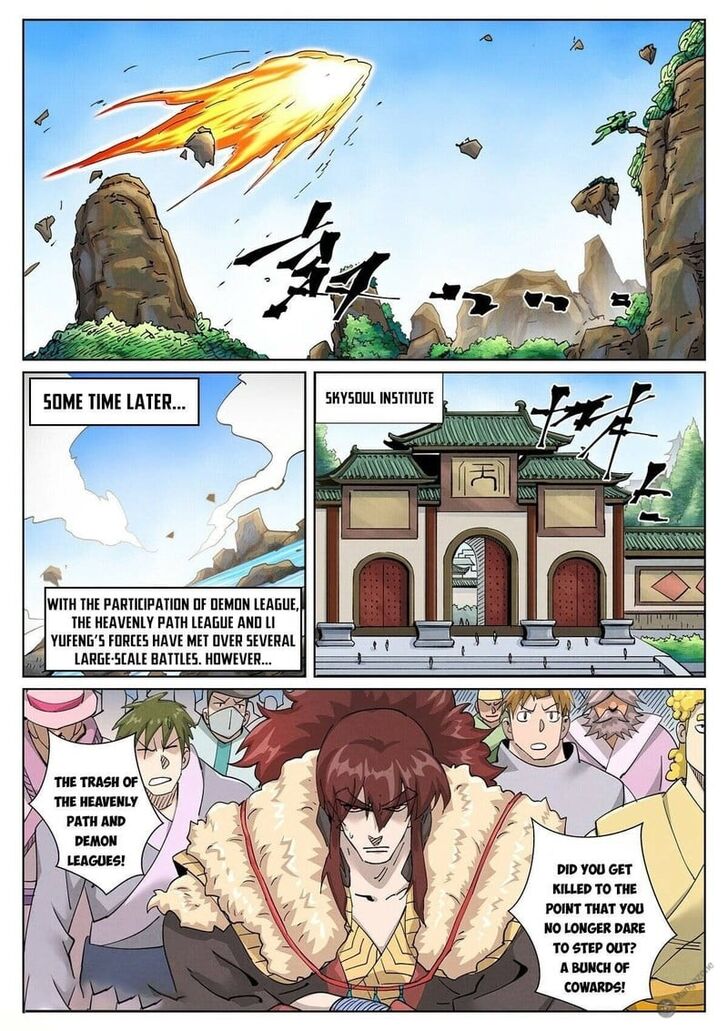 SOME TIME LATER...
SKYSOUL INSTITUTE
WITH THE PARTICIPATION OF DEMON LEAGUE,
THE HEAVENLY PATH LEAGUE AND LI
YUFENG'S FORCES HAVE MET OVER SEVERAL
LARGE-SCALE BATTLES. HOWEVER...
THE TRASH OF
THE HEAVENLY
PATH AND
DEMON
LEAGUES!
DID YOU GET
KILLED TO THE
POINT THAT YOU
NO LONGER DARE
TO STEP OUT?
A BUNCH OF
COWARDS!